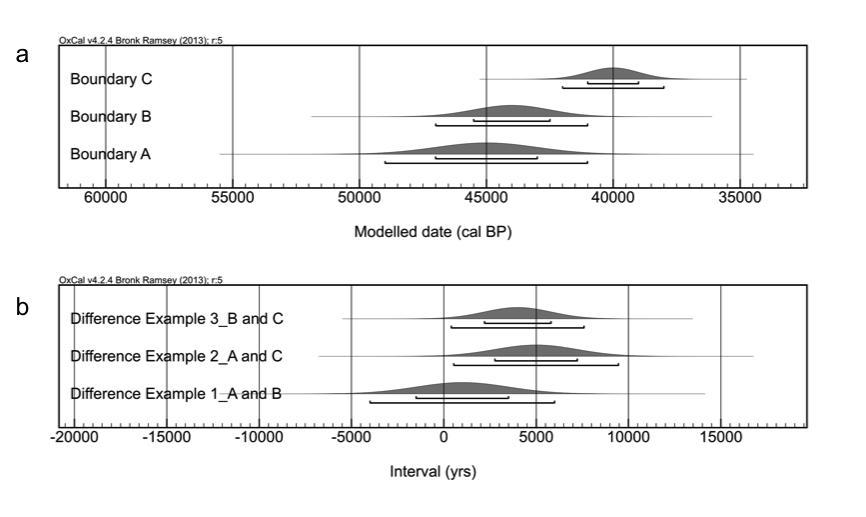 a
OxCal v4.2.4 Bronk Ramsey (2013); r:5
Boundary C
Boundary B
Boundary A
60000 55000 50000 45000 40000 35000
Modelled date (cal BP)
b
OxCal v4.2.4 Bronk Ramsey (2013); r:5
Difference Example 3_B and C
Difference Example 2_A and C
Difference Example 1_A and B
-20000 -15000 -10000 -5000 0 5000 10000 15000
Interval (yrs)